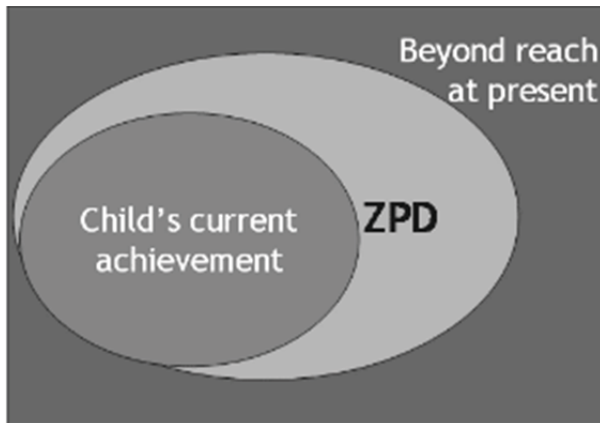 Beyond reach
at present
Child's current
achievement
ZPD